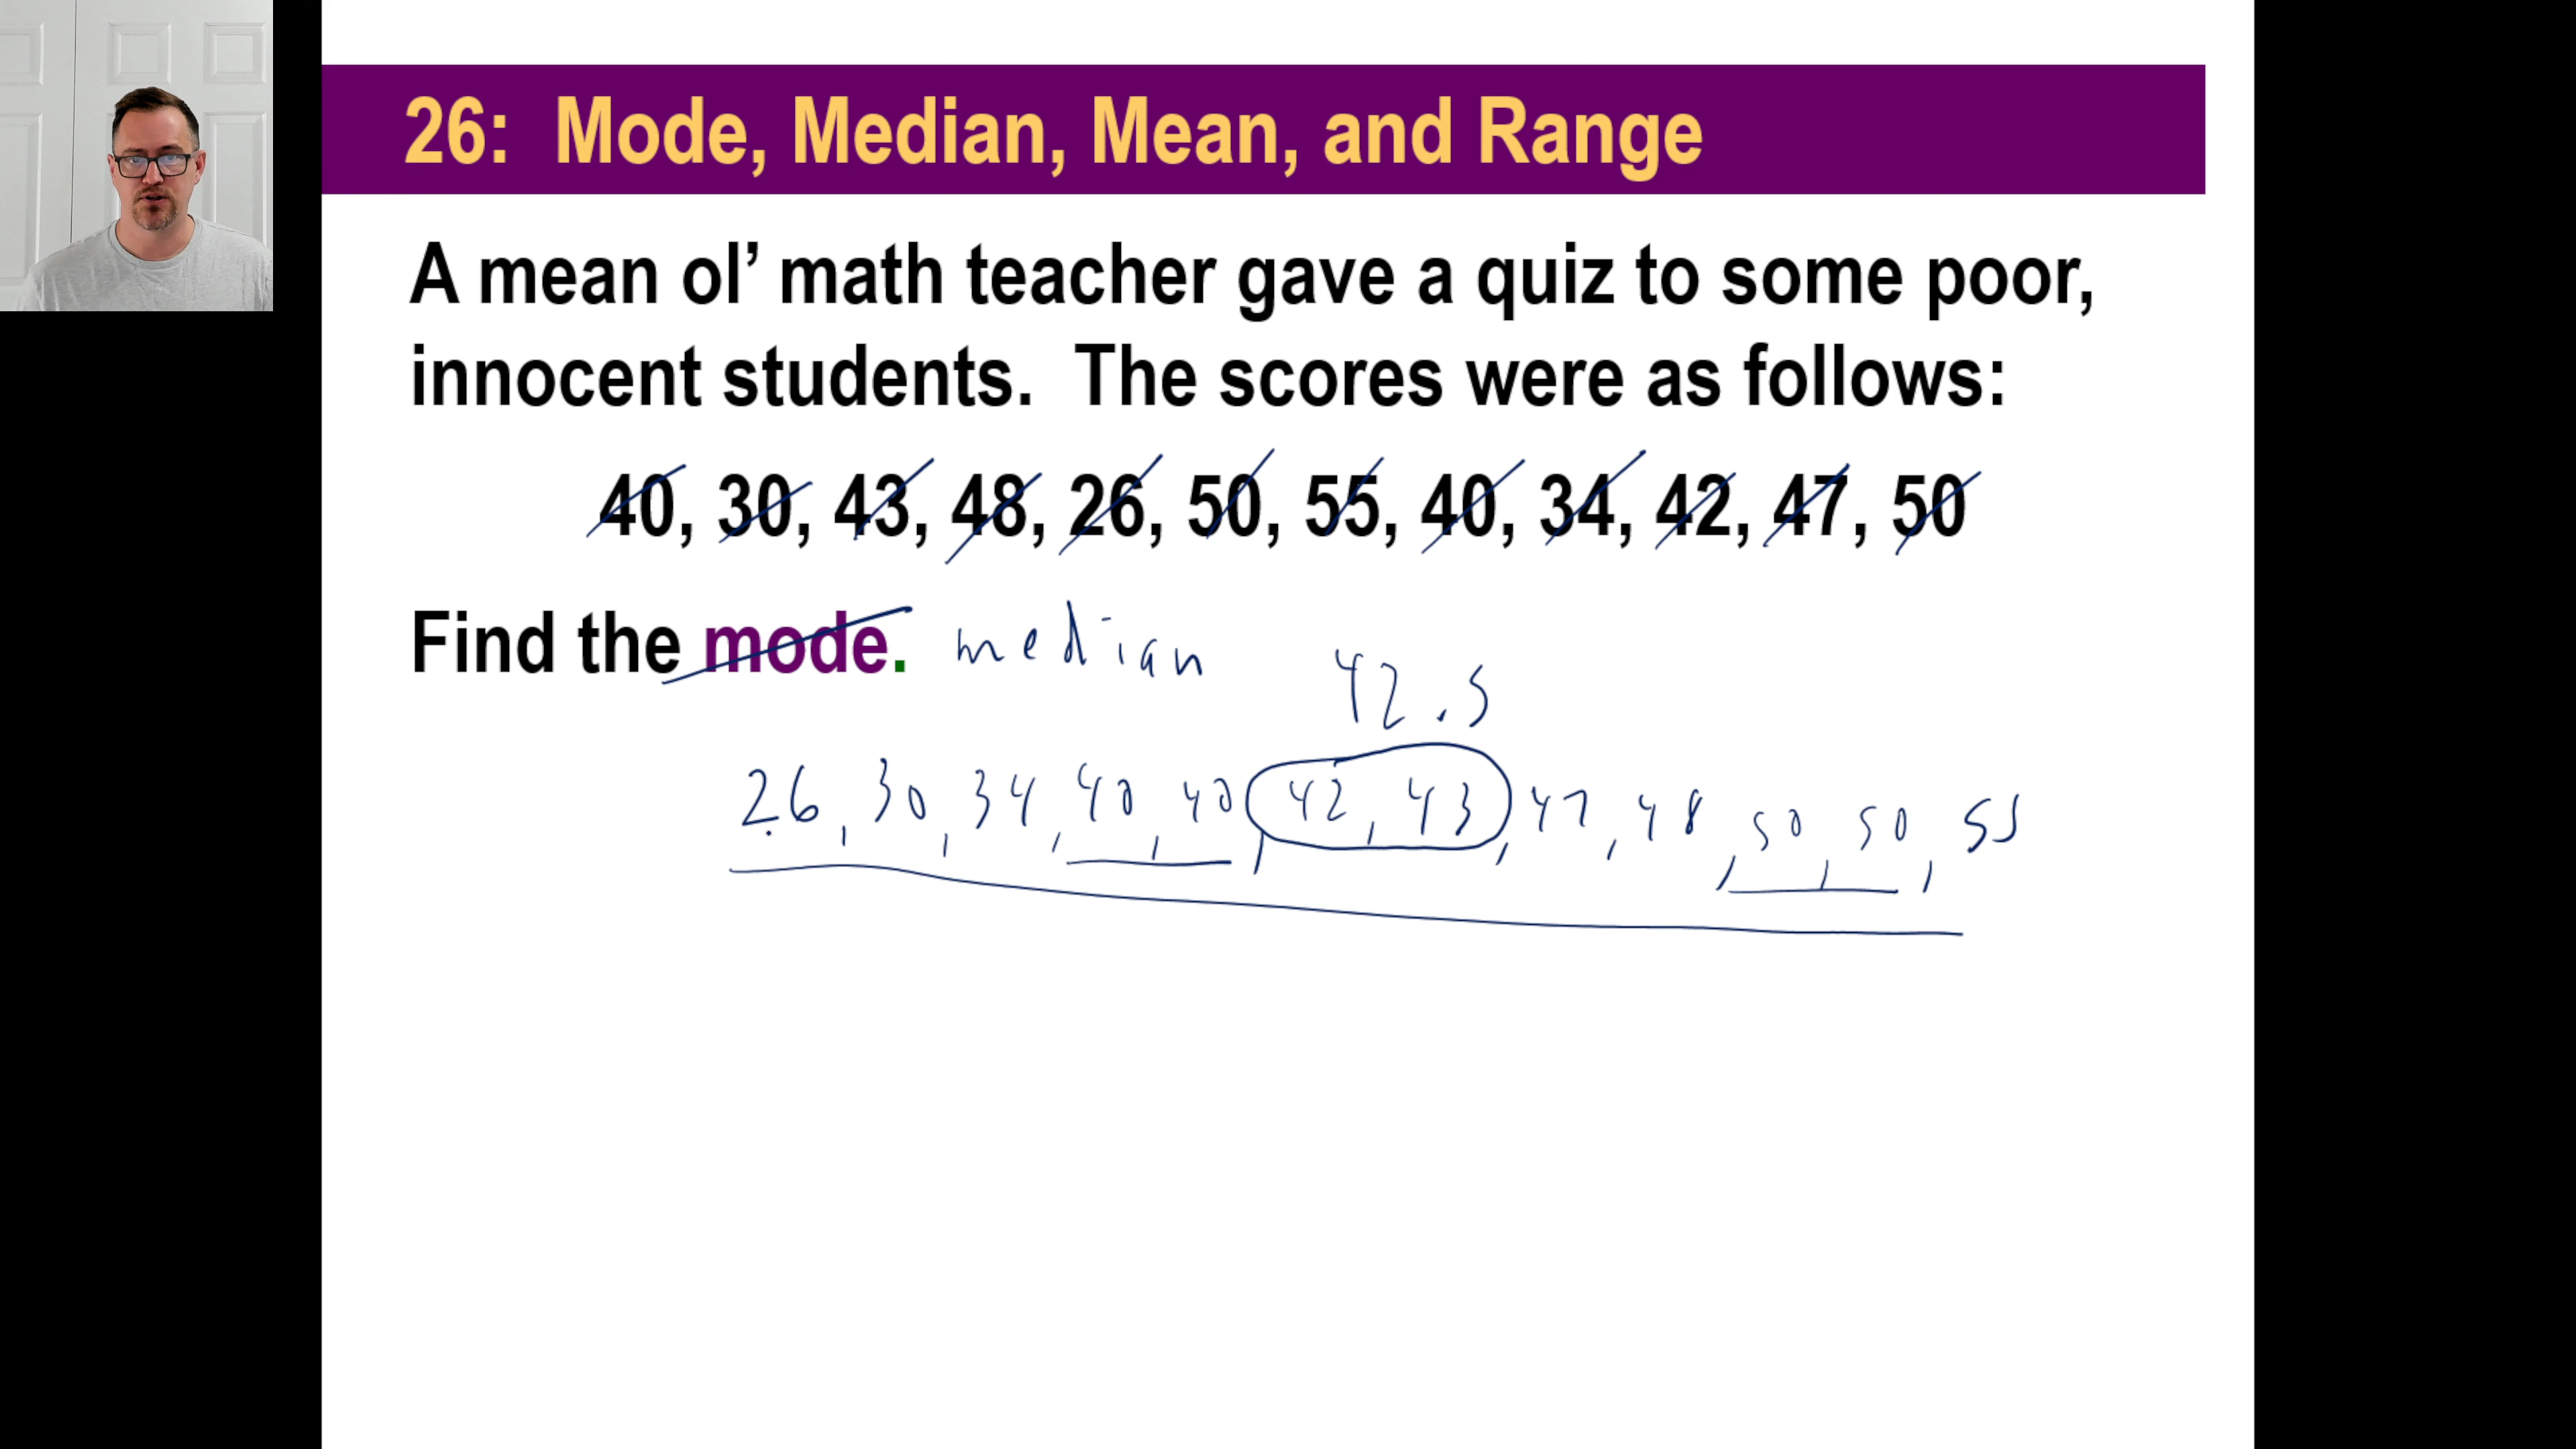 26: Mode, Median, Mean, and Range
A mean ol’ math teacher gave a quiz to some poor,
innocent students. The scores were as follows:
40, 30, 43, 48, 26, 50, 55, 40, 34, 42, 47, 50
Find the mode. median
42.5
26, 30, 34, 40, 40, 42, 43, 47, 48, 50, 50, 55